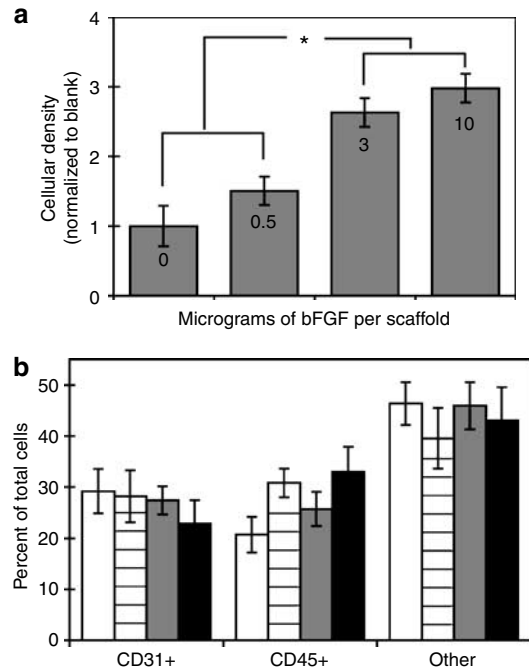 a
4
3
2
1
0
Cellular density
(normalized to blank)
*
0
0.5
3
10
Micrograms of bFGF per scaffold
b
50
40
30
20
10
0
Percent of total cells
CD31+
CD45+
Other